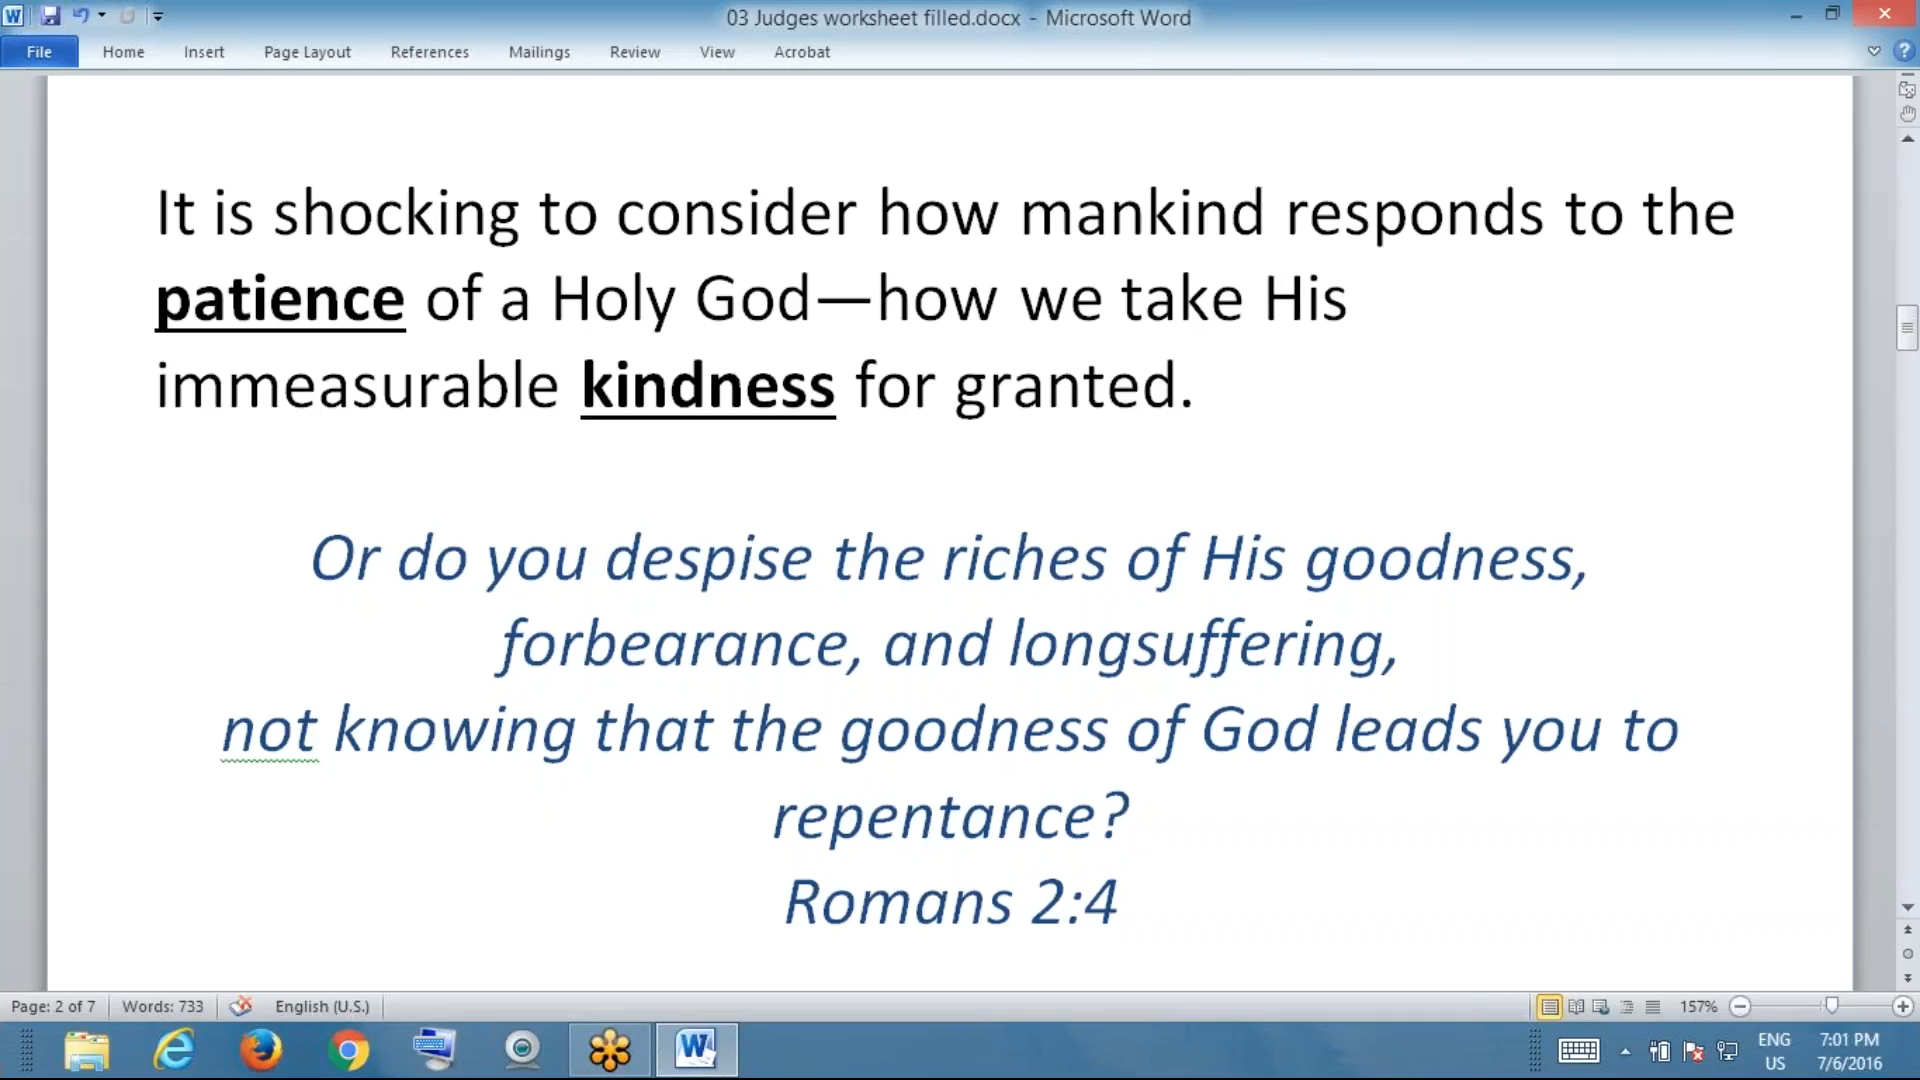 03 Judges worksheet filled.docx - Microsoft Word
File Home Insert Page Layout References Mailings Review View Acrobat
It is shocking to consider how mankind responds to the
patience of a Holy God—how we take His
immeasurable kindness for granted.
Or do you despise the riches of His goodness,
forbearance, and longsuffering,
not knowing that the goodness of God leads you to
repentance?
Romans 2:4
Page: 2 of 7 Words: 733 English (U.S.) 157%
ENG 7:01 PM
US 7/6/2016